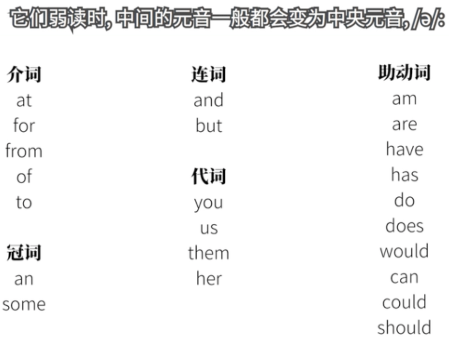 它们弱读时, 中间的元音一般都会变为中央元音, /ə/:
介词
at
for
from
of
to
冠词
an
some
连词
and
but
代词
you
us
them
her
助动词
am
are
have
has
do
does
would
can
could
should